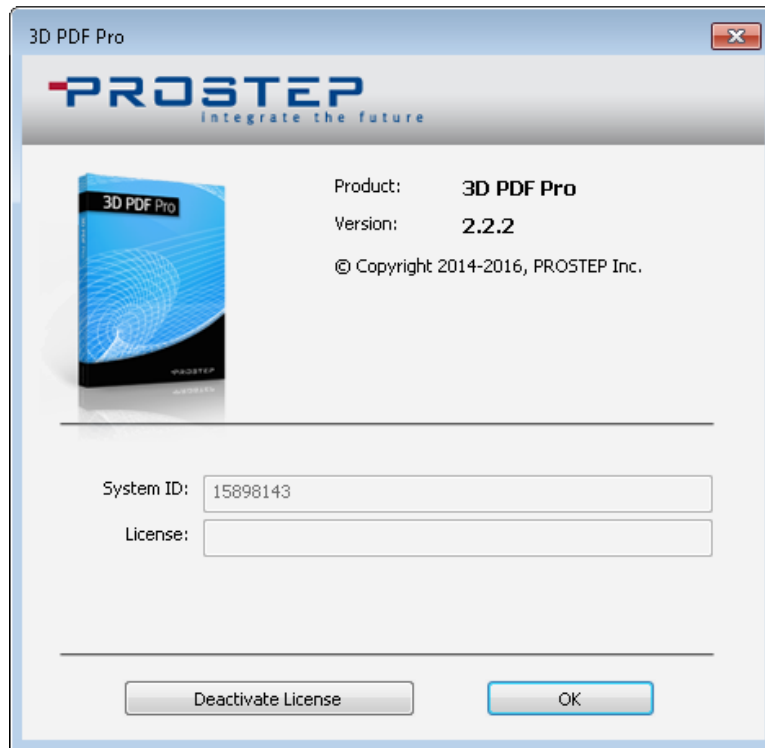 3D PDF Pro
PROSTEP
integrate the future
3D PDF Pro
PROSTEP
Product: 3D PDF Pro
Version: 2.2.2
© Copyright 2014-2016, PROSTEP Inc.
System ID: 15898143
License:
Deactivate License OK